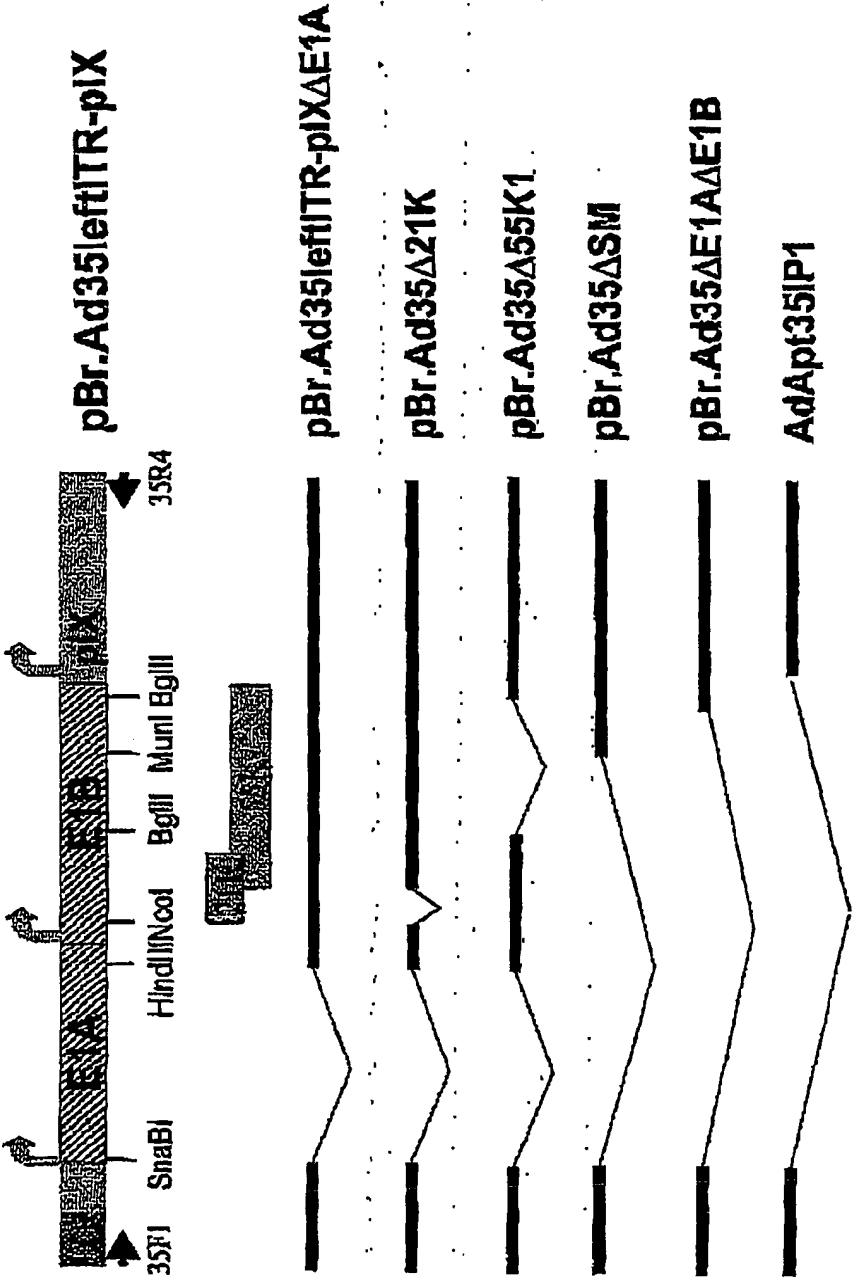 pBr.Ad35leftITR-pIX
E1A
E1B
pIX
35F1
SnaBI
HindIII
NcoI
BglII
MunI
BglII
35R4
pBr.Ad35leftITR-pIXΔE1A
pBr.Ad35Δ21K
pBr.Ad35Δ55K1
pBr.Ad35ΔSM
pBr.Ad35ΔE1AΔE1B
AdApt35IP1